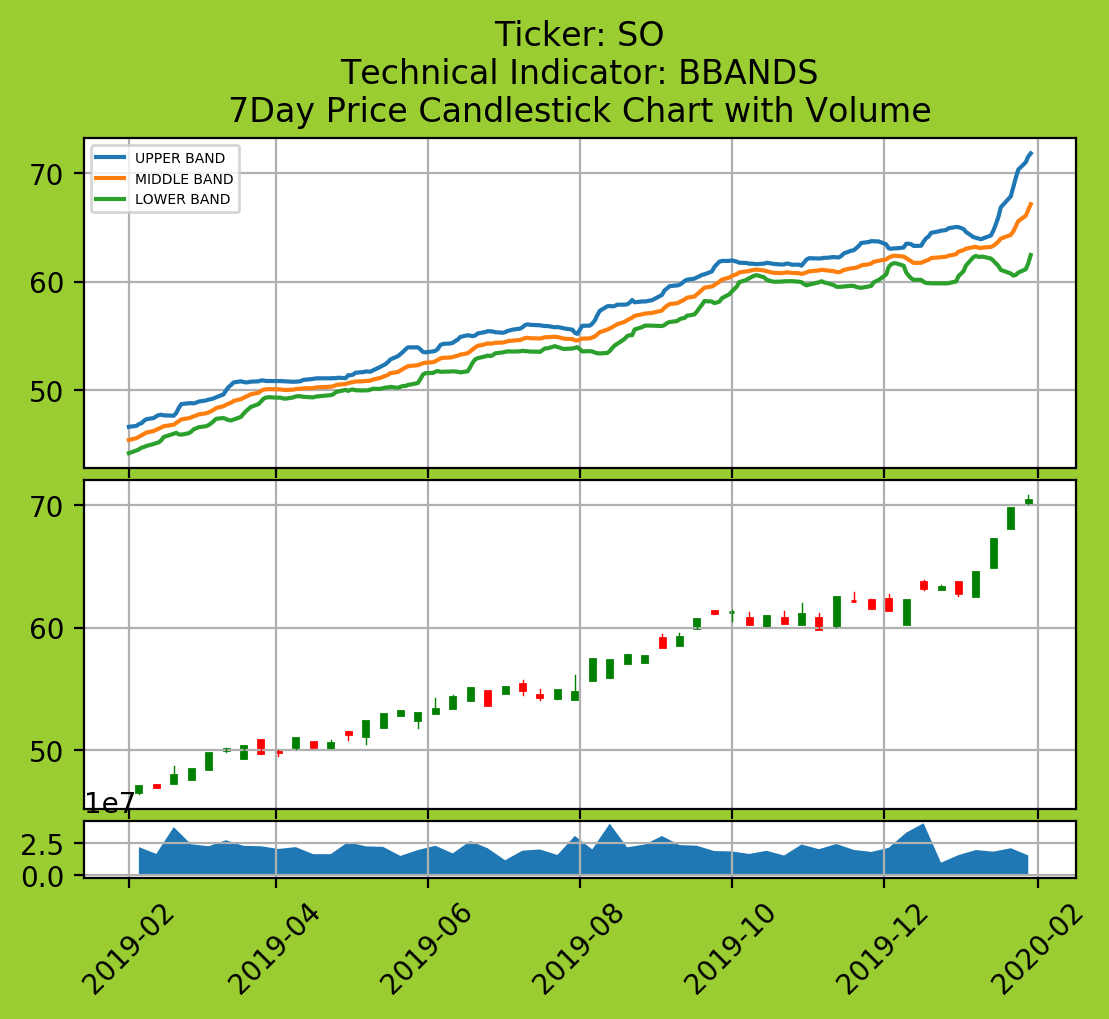 Ticker: SO
Technical Indicator: BBANDS
7Day Price Candlestick Chart with Volume
UPPER BAND
MIDDLE BAND
LOWER BAND
70
60
50
70
60
50
1e7
2.5
0.0
2019-02
2019-04
2019-06
2019-08
2019-10
2019-12
2020-02